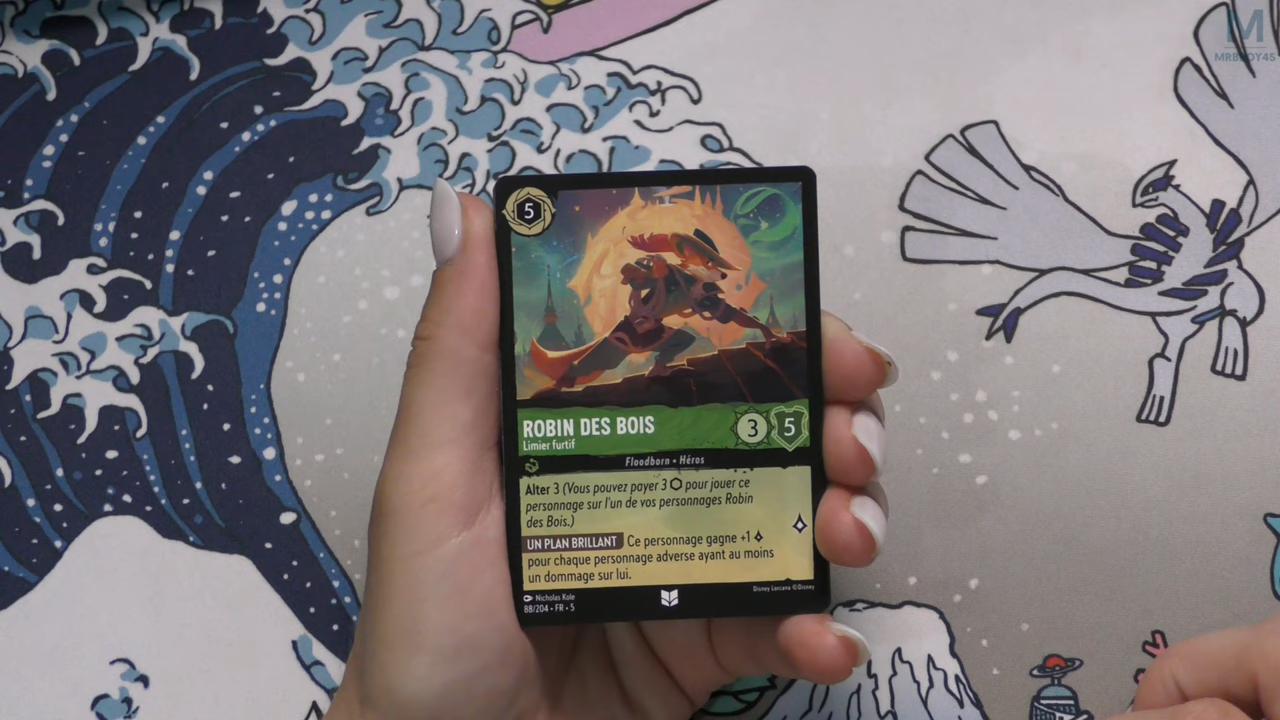 M
5
ROBIN DES BOIS
Limier furtif
3
5
Floodborn • Héros
Alter 3 (Vous pouvez payer 3 ⬡ pour jouer ce
personnage sur l'un de vos personnages Robin
des Bois.)
UN PLAN BRILLANT Ce personnage gagne +1
pour chaque personnage adverse ayant au moins
un dommage sur lui.
Nicholas Kole
88/204 • FR • 5
Disney Lorcana ©Disney